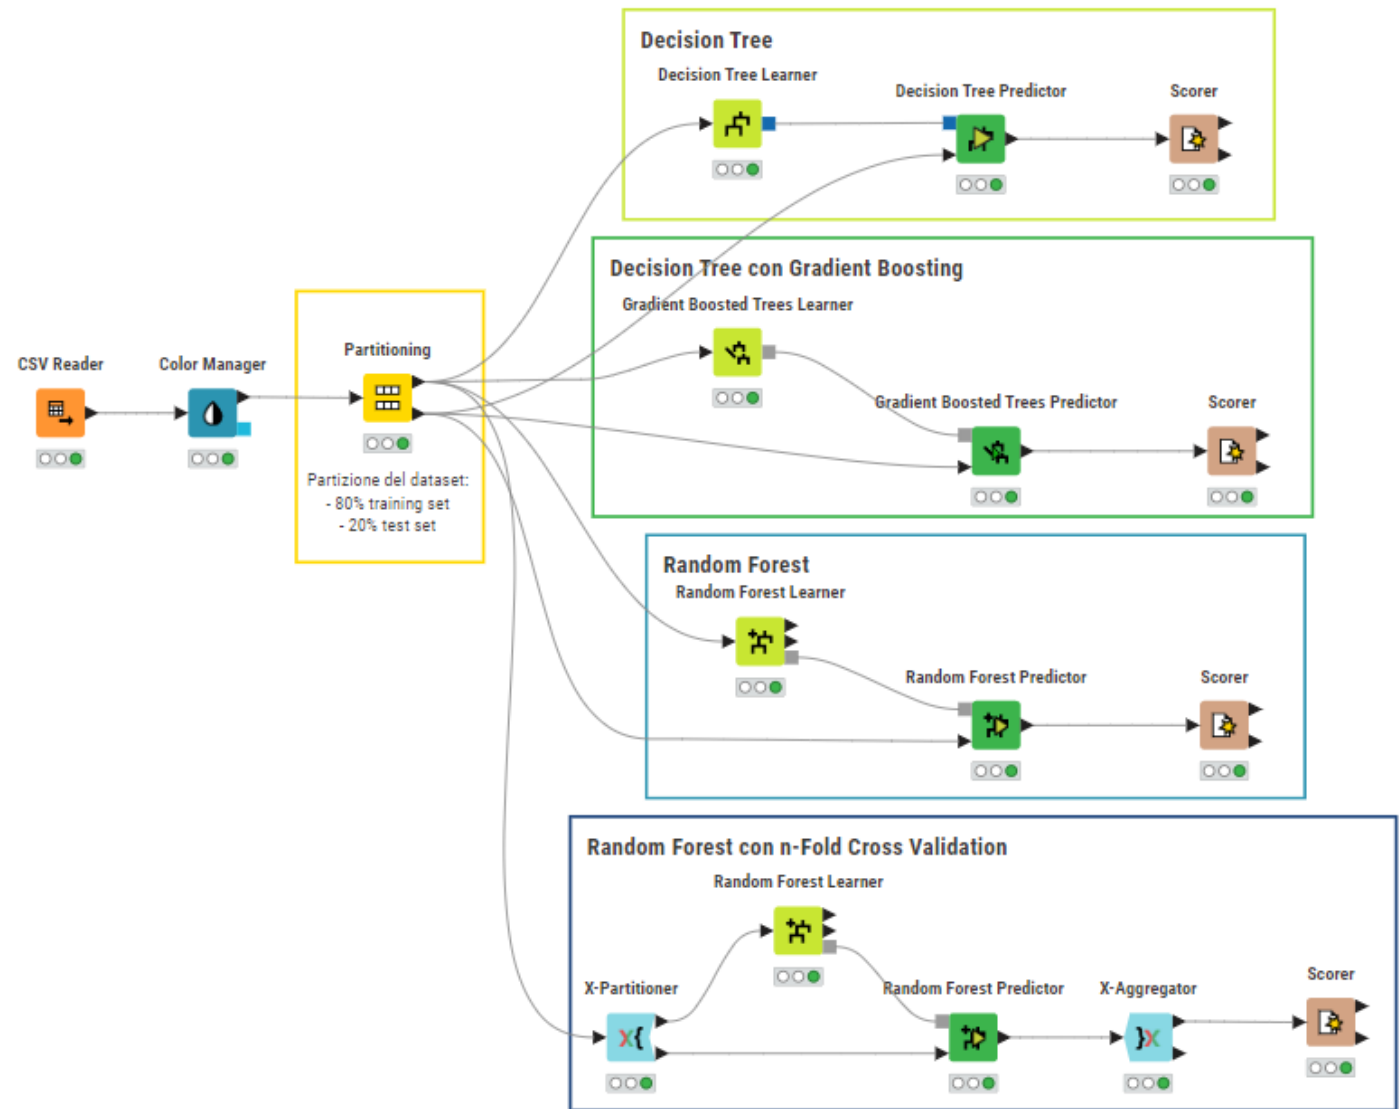 Decision Tree
Decision Tree Learner
Decision Tree Predictor
Scorer
Decision Tree con Gradient Boosting
Gradient Boosted Trees Learner
Gradient Boosted Trees Predictor
Scorer
CSV Reader
Color Manager
Partitioning
Partizione del dataset:
- 80% training set
- 20% test set
Random Forest
Random Forest Learner
Random Forest Predictor
Scorer
Random Forest con n-Fold Cross Validation
Random Forest Learner
X-Partitioner
Random Forest Predictor
X-Aggregator
Scorer